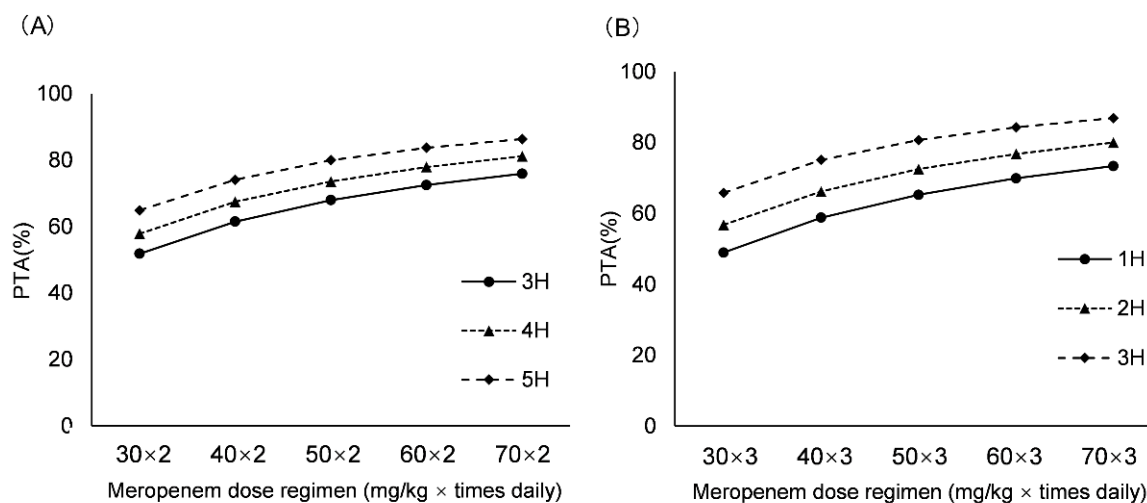 (A)
100
80
60
40
20
0
PTA(%)
3H
4H
5H
30×2 40×2 50×2 60×2 70×2
Meropenem dose regimen (mg/kg × times daily)
(B)
100
80
60
40
20
0
PTA(%)
1H
2H
3H
30×3 40×3 50×3 60×3 70×3
Meropenem dose regimen (mg/kg × times daily)